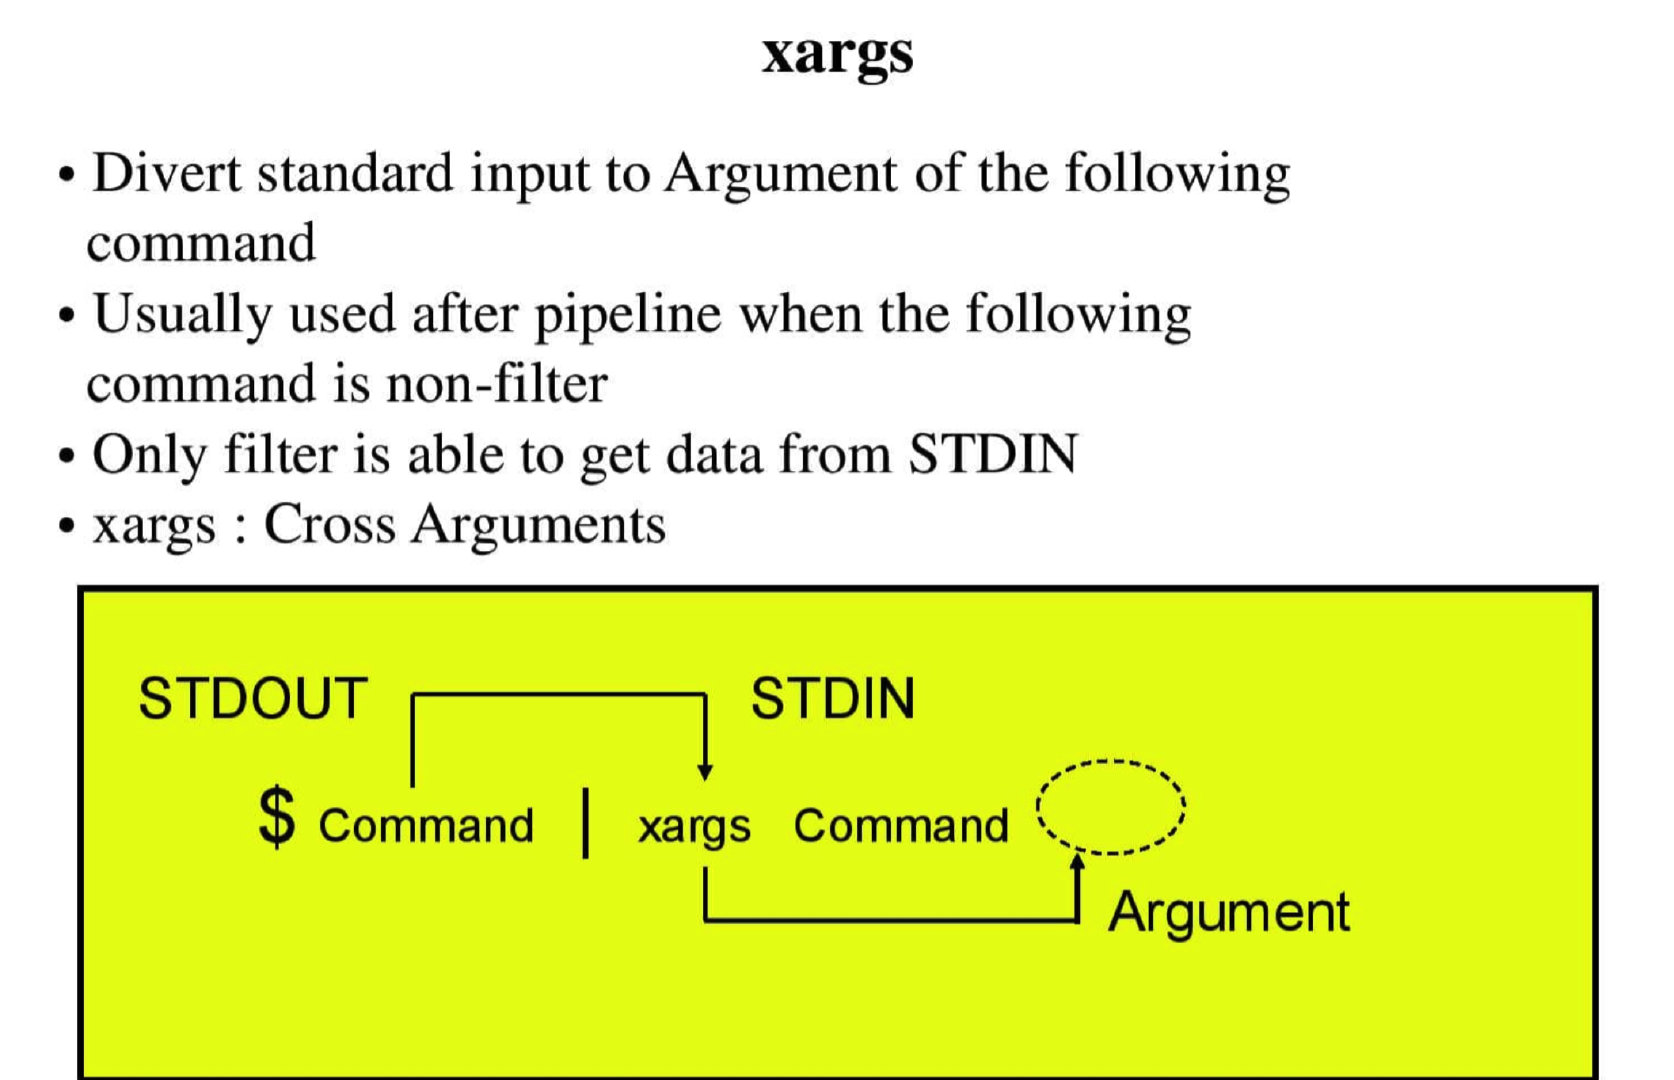 xargs
• Divert standard input to Argument of the following
command
• Usually used after pipeline when the following
command is non-filter
• Only filter is able to get data from STDIN
• xargs : Cross Arguments
STDOUT STDIN
$ Command | xargs Command
Argument